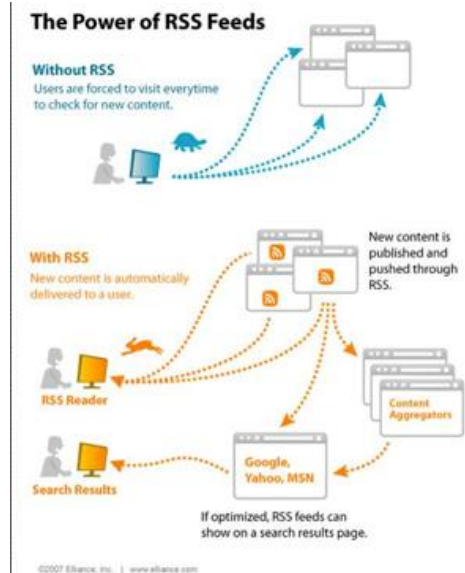 The Power of RSS Feeds
Without RSS
Users are forced to visit everytime
to check for new content.
With RSS
New content is automatically
delivered to a user.
New content is
published and
pushed through
RSS.
RSS Reader
Content
Aggregators
Google,
Yahoo, MSN
Search Results
If optimized, RSS feeds can
show on a search results page.
©2007 Elliance, Inc. | www.elliance.com